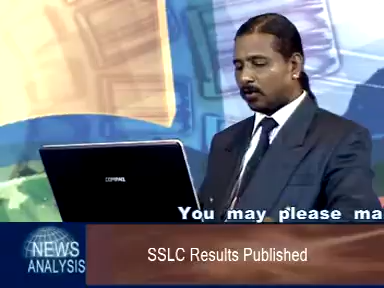 COMPAQ
You may please ma
NEWS
ANALYSIS
SSLC Results Published